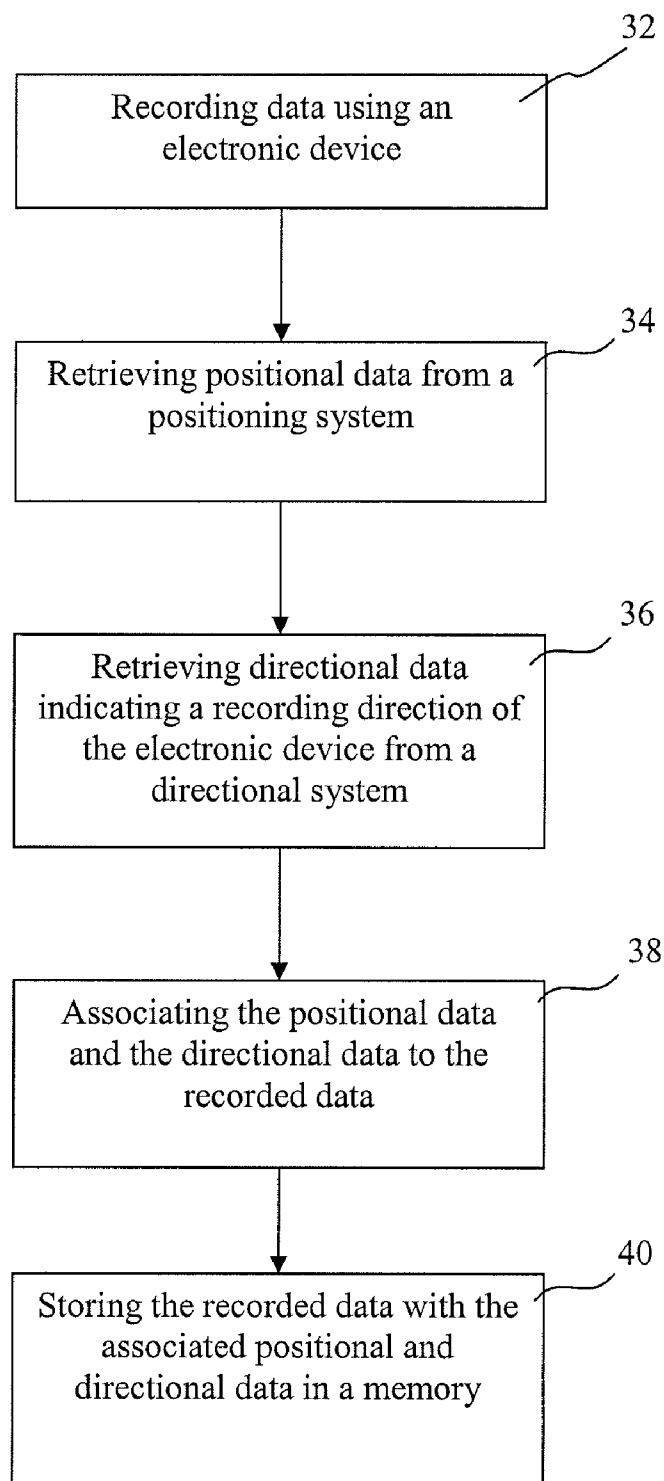 32
Recording data using an
electronic device
34
Retrieving positional data from a
positioning system
36
Retrieving directional data
indicating a recording direction of
the electronic device from a
directional system
38
Associating the positional data
and the directional data to the
recorded data
40
Storing the recorded data with the
associated positional and
directional data in a memory